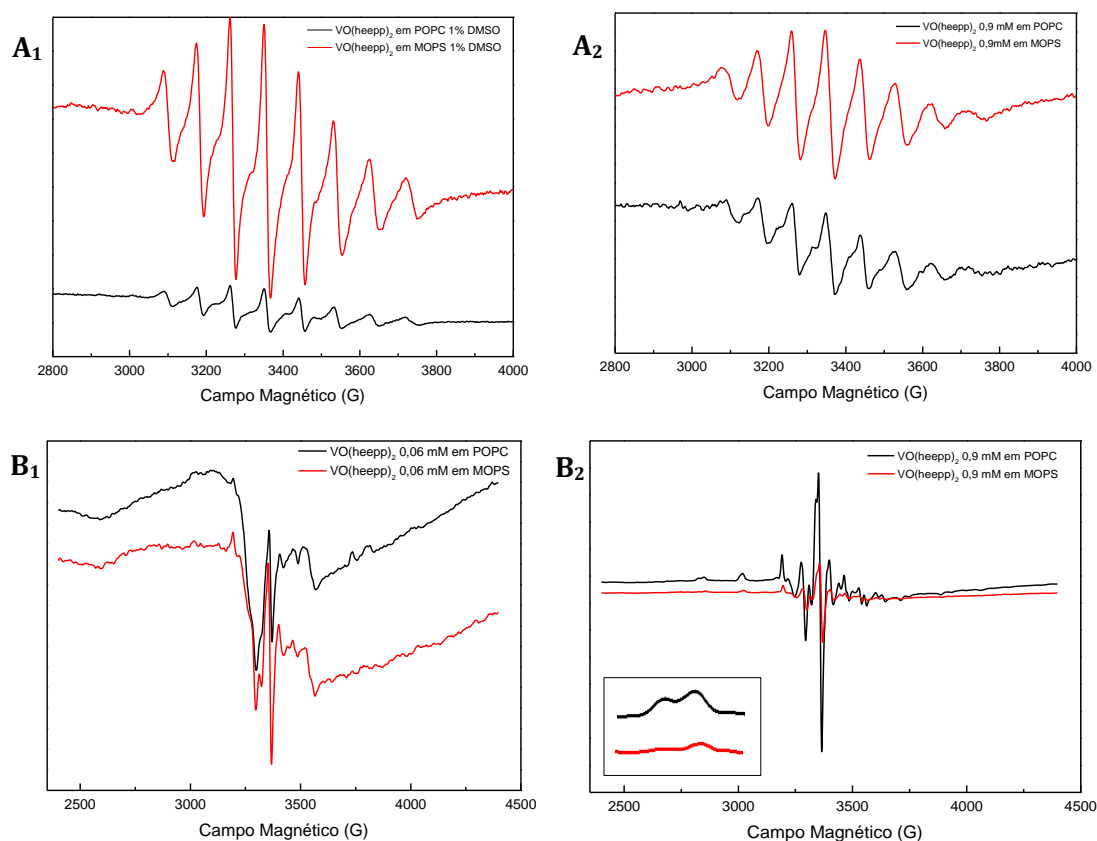 A1
VO(heepp)2 em POPC 1% DMSO
VO(heepp)2 em MOPS 1% DMSO
2800 3000 3200 3400 3600 3800 4000
Campo Magnético (G)
A2
VO(heepp)2 0,9 mM em POPC
VO(heepp)2 0,9mM em MOPS
2800 3000 3200 3400 3600 3800 4000
Campo Magnético (G)
B1
VO(heepp)2 0,06 mM em POPC
VO(heepp)2 0,06 mM em MOPS
2500 3000 3500 4000 4500
Campo Magnético (G)
B2
VO(heepp)2 0,9 mM em POPC
VO(heepp)2 0,9 mM em MOPS
2500 3000 3500 4000 4500
Campo Magnético (G)